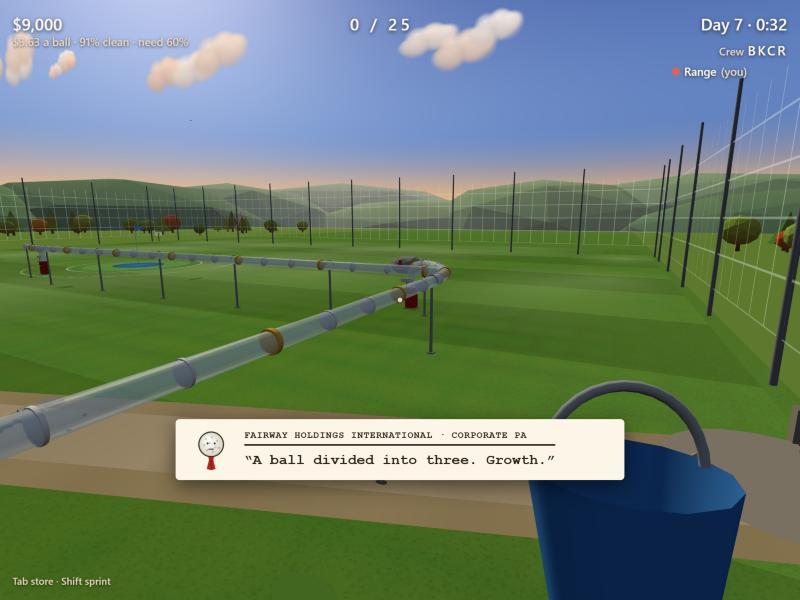 $9,000
$3.63 a ball · 91% clean · need 60%
0 / 25
Day 7 · 0:32
Crew BKCR
Range (you)
FAIRWAY HOLDINGS INTERNATIONAL · CORPORATE PA
“A ball divided into three. Growth.”
Tab store · Shift sprint